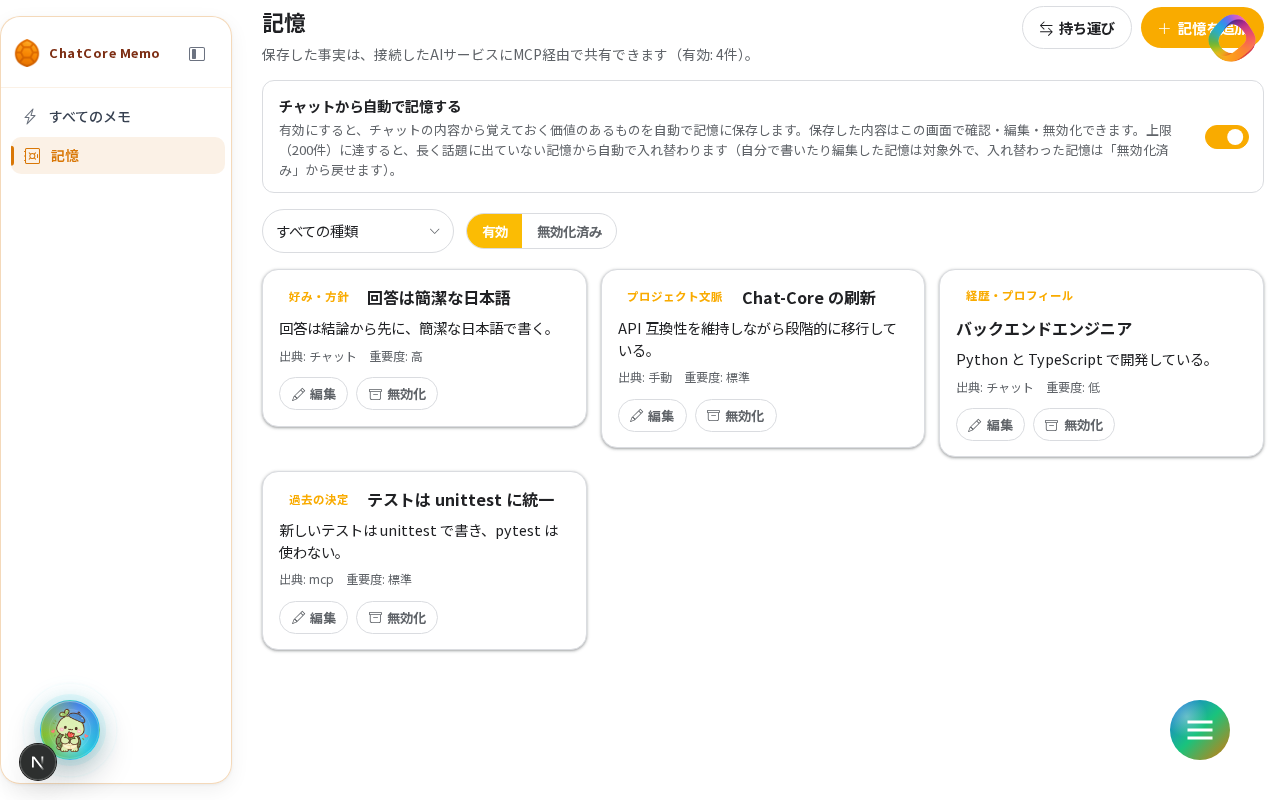 ChatCore Memo
すべてのメモ
記憶
記憶
保存した事実は、接続したAIサービスにMCP経由で共有できます（有効: 4件）。
持ち運び
記憶を追加
チャットから自動で記憶する
有効にすると、チャットの内容から覚えておく価値のあるものを自動で記憶に保存します。保存した内容はこの画面で確認・編集・無効化できます。上限
（200件）に達すると、長く話題に出ていない記憶から自動で入れ替わります（自分で書いたり編集した記憶は対象外で、入れ替わった記憶は「無効化済
み」から戻せます）。
すべての種類
有効
無効化済み
好み・方針 回答は簡潔な日本語
回答は結論から先に、簡潔な日本語で書く。
出典: チャット 重要度: 高
編集 無効化
プロジェクト文脈 Chat-Core の刷新
API 互換性を維持しながら段階的に移行して
いる。
出典: 手動 重要度: 標準
編集 無効化
経歴・プロフィール
バックエンドエンジニア
Python と TypeScript で開発している。
出典: チャット 重要度: 低
編集 無効化
過去の決定 テストは unittest に統一
新しいテストは unittest で書き、pytest は
使わない。
出典: mcp 重要度: 標準
編集 無効化
N